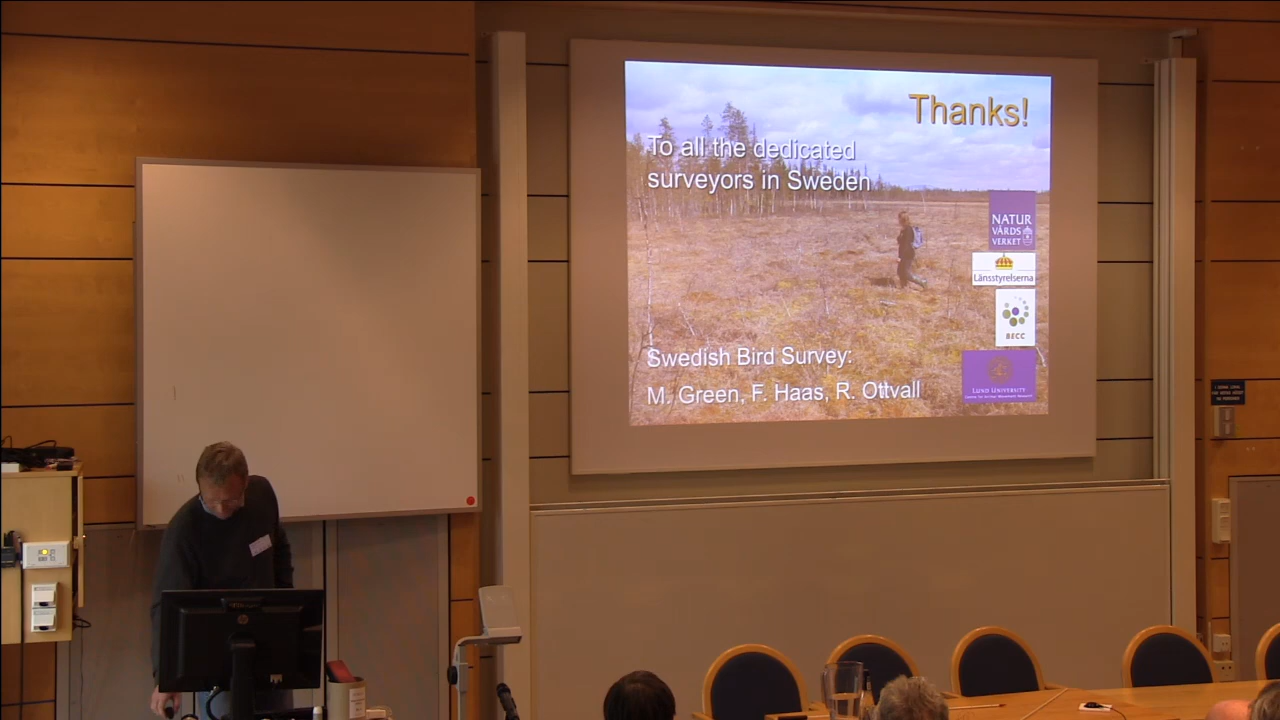 Thanks!
To all the dedicated
surveyors in Sweden
NATUR
VÅRDS
VERKET
Länsstyrelserna
BECC
Swedish Bird Survey:
M. Green, F. Haas, R. Ottvall
LUND UNIVERSITY